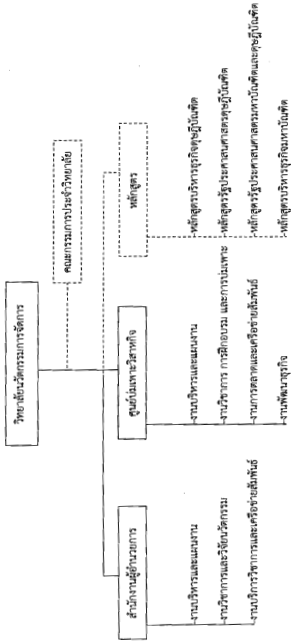 วิทยาลัยนวัตกรรมการจัดการ
คณะกรรมการประจำวิทยาลัย
สำนักงานผู้อำนวยการ
งานบริหารและแผนงาน
งานวิชาการและวิจัยนวัตกรรม
งานบริการวิชาการและเครือข่ายสัมพันธ์
ศูนย์บ่มเพาะวิสาหกิจ
งานบริหารและแผนงาน
งานวิชาการ การฝึกอบรม และการบ่มเพาะ
งานการตลาดและเครือข่ายสัมพันธ์
งานพัฒนาธุรกิจ
หลักสูตร
หลักสูตรบริหารธุรกิจดุษฎีบัณฑิต
หลักสูตรรัฐประศาสนศาสตรดุษฎีบัณฑิต
หลักสูตรรัฐประศาสนศาสตรมหาบัณฑิตและดุษฎีบัณฑิต
หลักสูตรบริหารธุรกิจมหาบัณฑิต